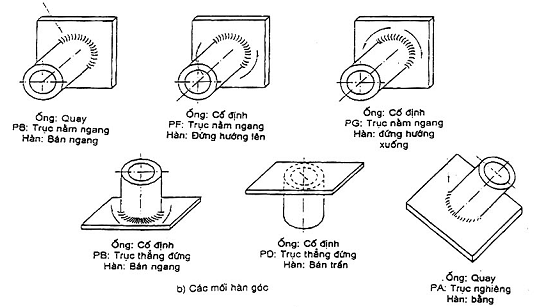 Ống: Quay
PB: Trục nằm ngang
Hàn: Bán ngang
Ống: Cố định
PF: Trục nằm ngang
Hàn: Đứng hướng lên
Ống: Cố định
PG: Trục nằm ngang
Hàn: đứng hướng
xuống
Ống: Cố định
PB: Trục thẳng đứng
Hàn: Bán ngang
Ống: Cố định
PD: Trục thẳng đứng
Hàn: Bán trần
Ống: Quay
PA: Trục nghiêng
Hàn: bằng
b) Các mối hàn góc